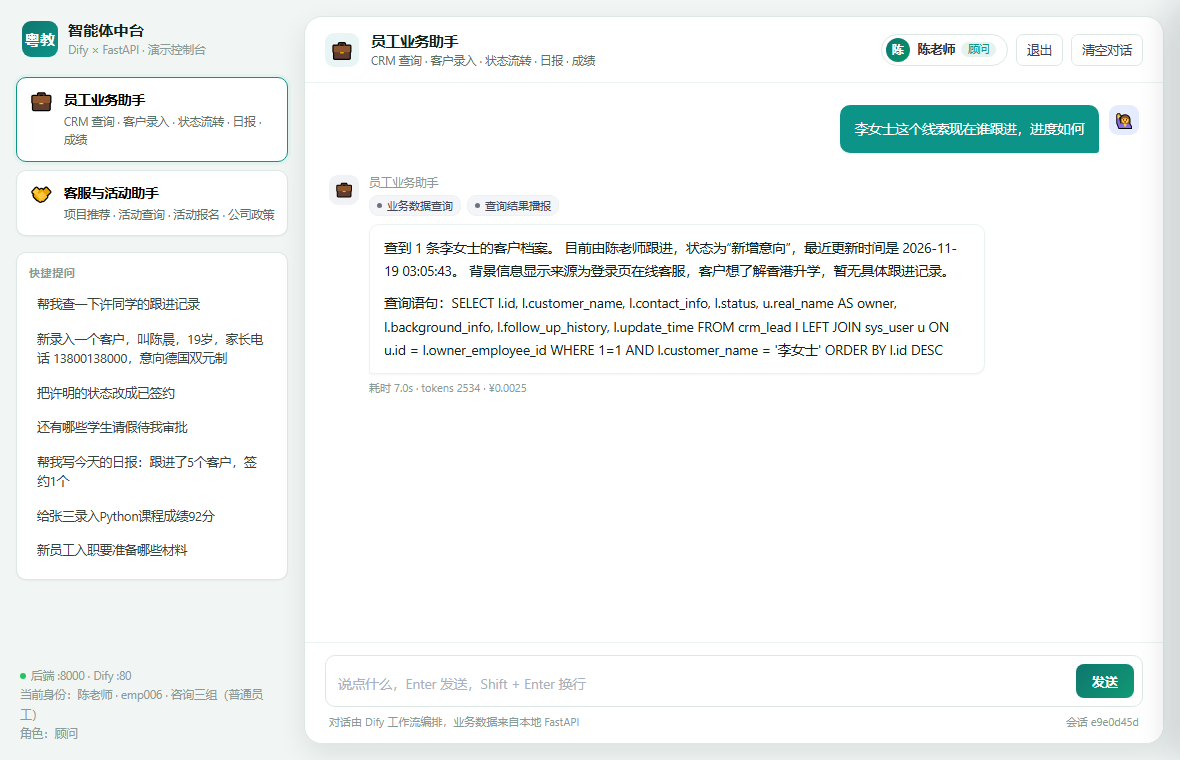 粤教
智能体中台
Dify × FastAPI · 演示控制台
员工业务助手
CRM 查询 · 客户录入 · 状态流转 · 日报 ·
成绩
客服与活动助手
项目推荐 · 活动查询 · 活动报名 · 公司政策
快捷提问
帮我查一下许同学的跟进记录
新录入一个客户，叫陈晨，19岁，家长电
话 13800138000，意向德国双元制
把许明的状态改成已签约
还有哪些学生请假待我审批
帮我写今天的日报：跟进了5个客户，签
约1个
给张三录入Python课程成绩92分
新员工入职要准备哪些材料
后端 :8000 · Dify :80
当前身份：陈老师 · emp006 · 咨询三组（普通员
工）
角色：顾问
员工业务助手
CRM 查询 · 客户录入 · 状态流转 · 日报 · 成绩
陈 陈老师 顾问
退出
清空对话
李女士这个线索现在谁跟进，进度如何
员工业务助手
业务数据查询
查询结果播报
查到 1 条李女士的客户档案。 目前由陈老师跟进，状态为“新增意向”，最近更新时间是 2026-11-
19 03:05:43。 背景信息显示来源为登录页在线客服，客户想了解香港升学，暂无具体跟进记录。
查询语句：SELECT l.id, l.customer_name, l.contact_info, l.status, u.real_name AS owner,
l.background_info, l.follow_up_history, l.update_time FROM crm_lead l LEFT JOIN sys_user u ON
u.id = l.owner_employee_id WHERE 1=1 AND l.customer_name = '李女士' ORDER BY l.id DESC
耗时 7.0s · tokens 2534 · ¥0.0025
说点什么，Enter 发送，Shift + Enter 换行
发送
对话由 Dify 工作流编排，业务数据来自本地 FastAPI
会话 e9e0d45d